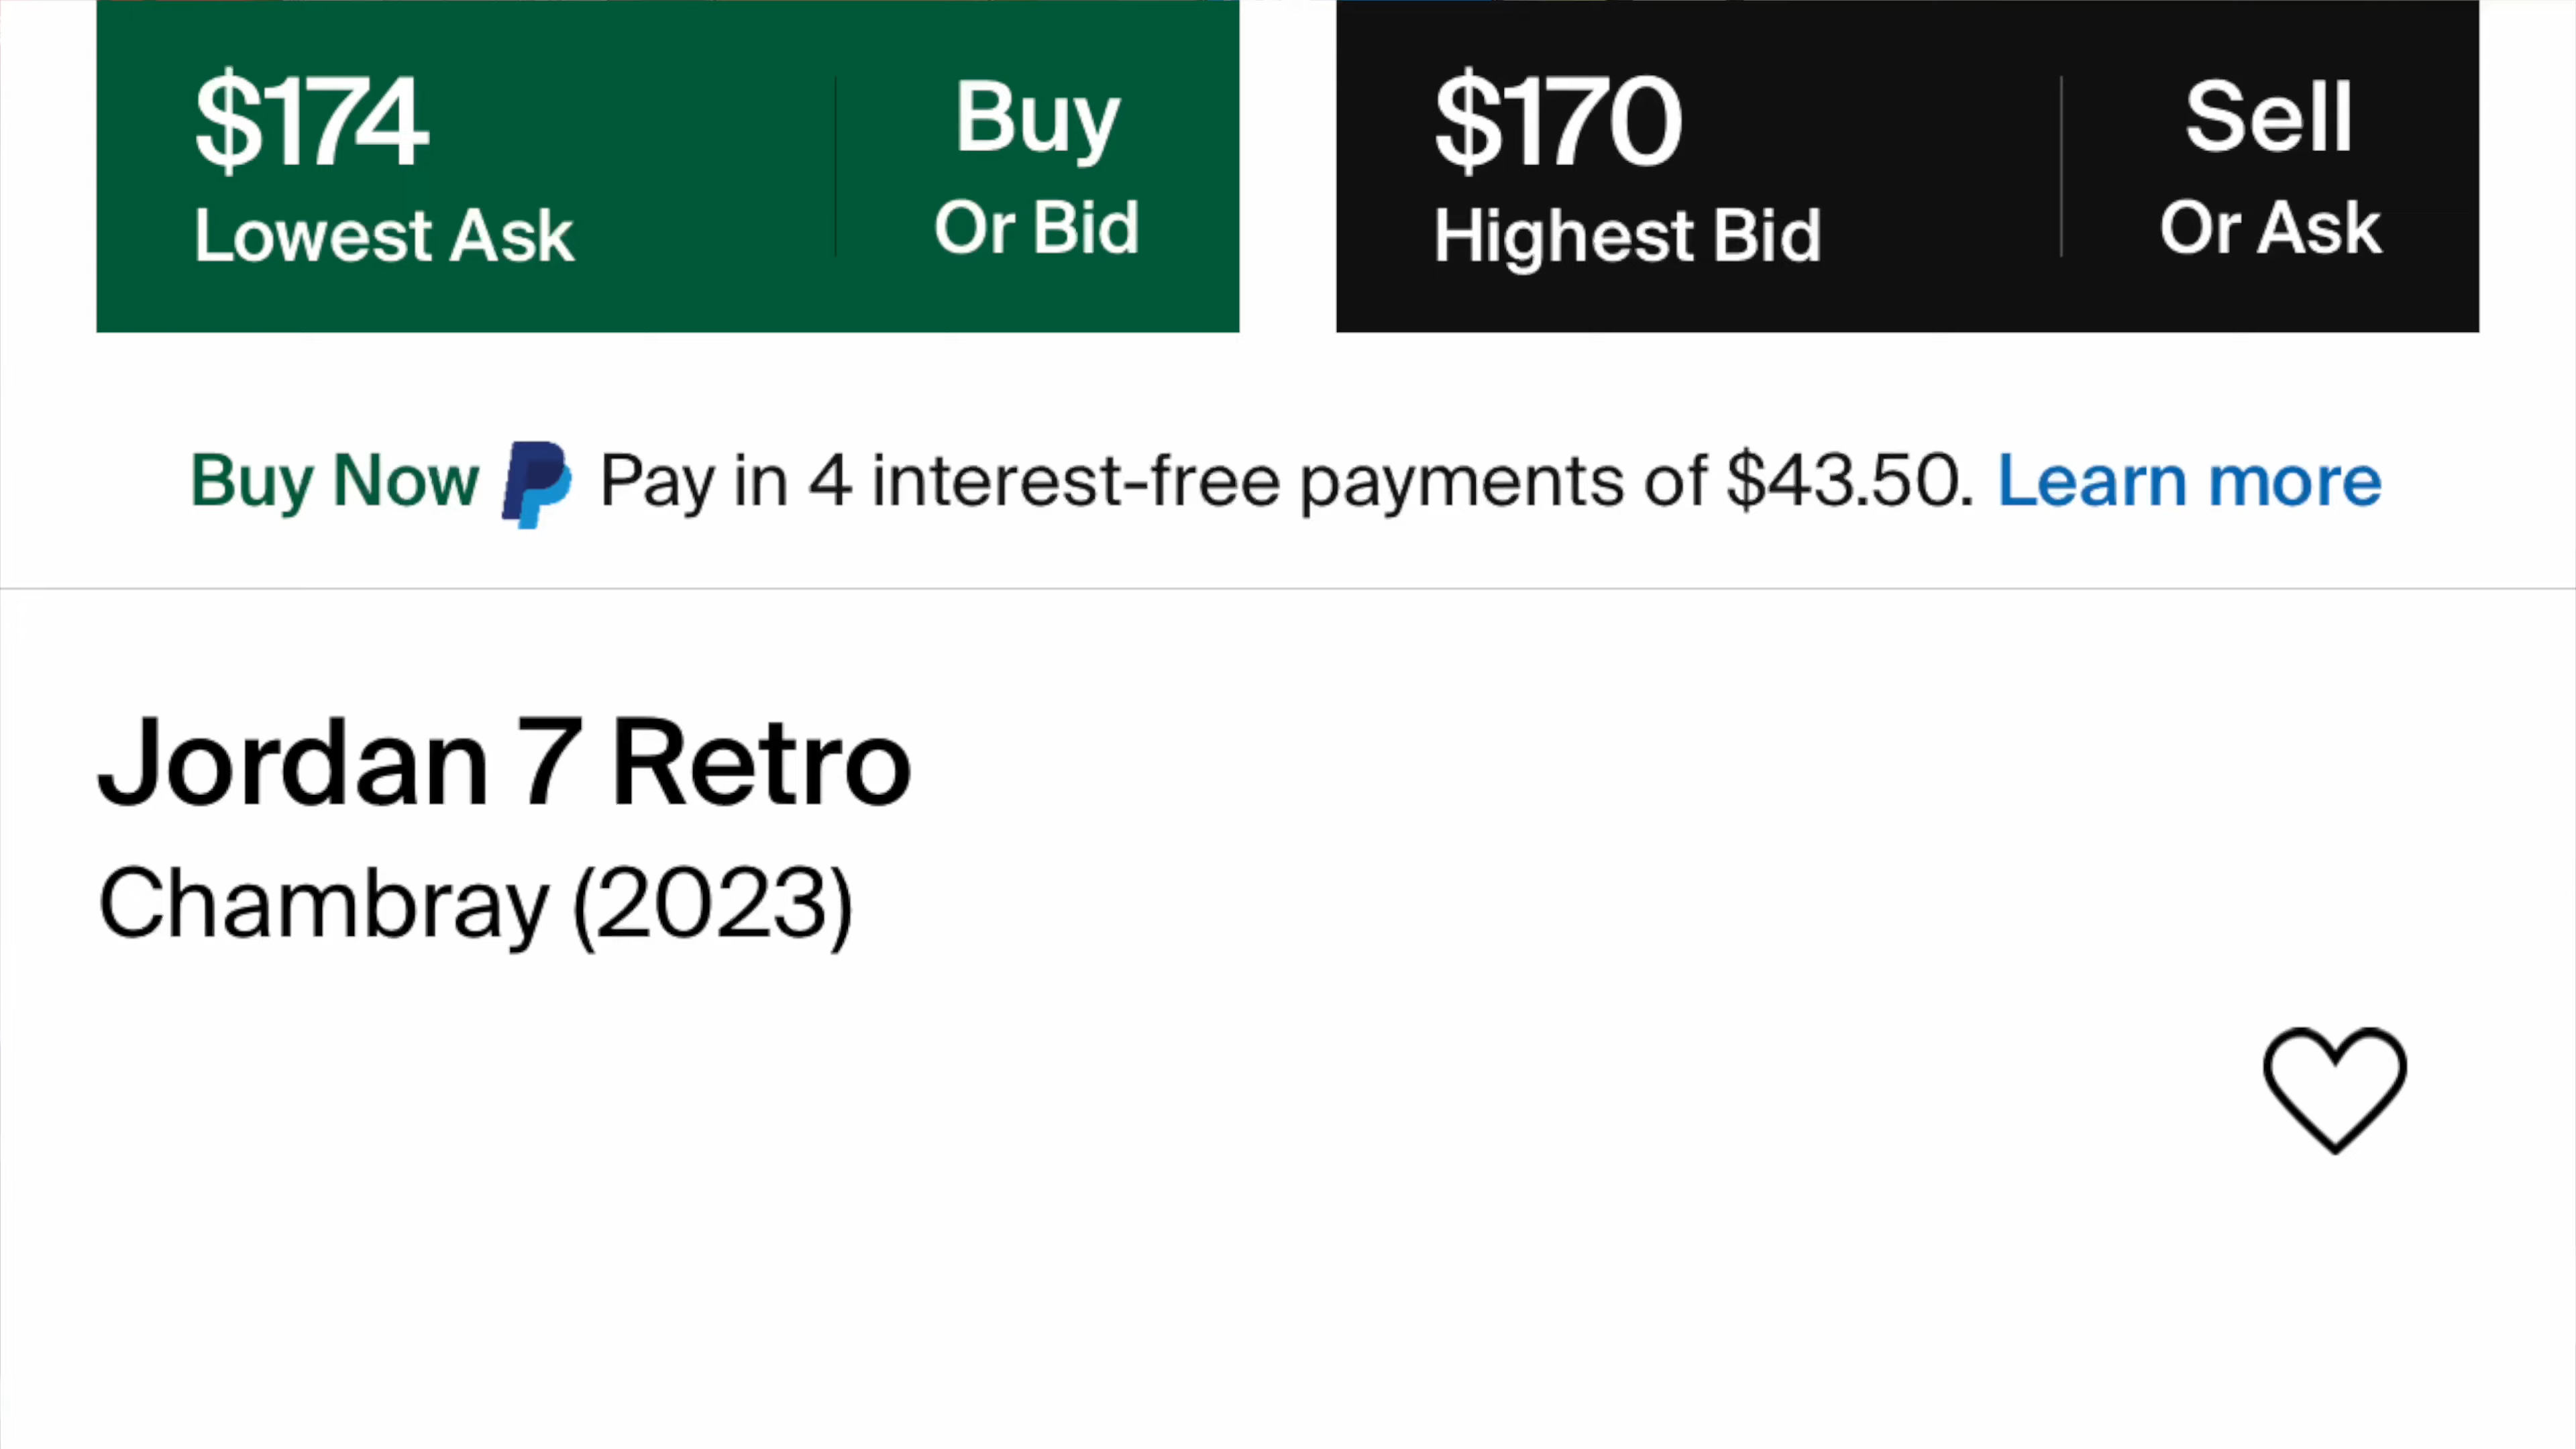 $174
Lowest Ask
Buy
Or Bid
$170
Highest Bid
Sell
Or Ask
Buy Now Pay in 4 interest-free payments of $43.50. Learn more
Jordan 7 Retro
Chambray (2023)